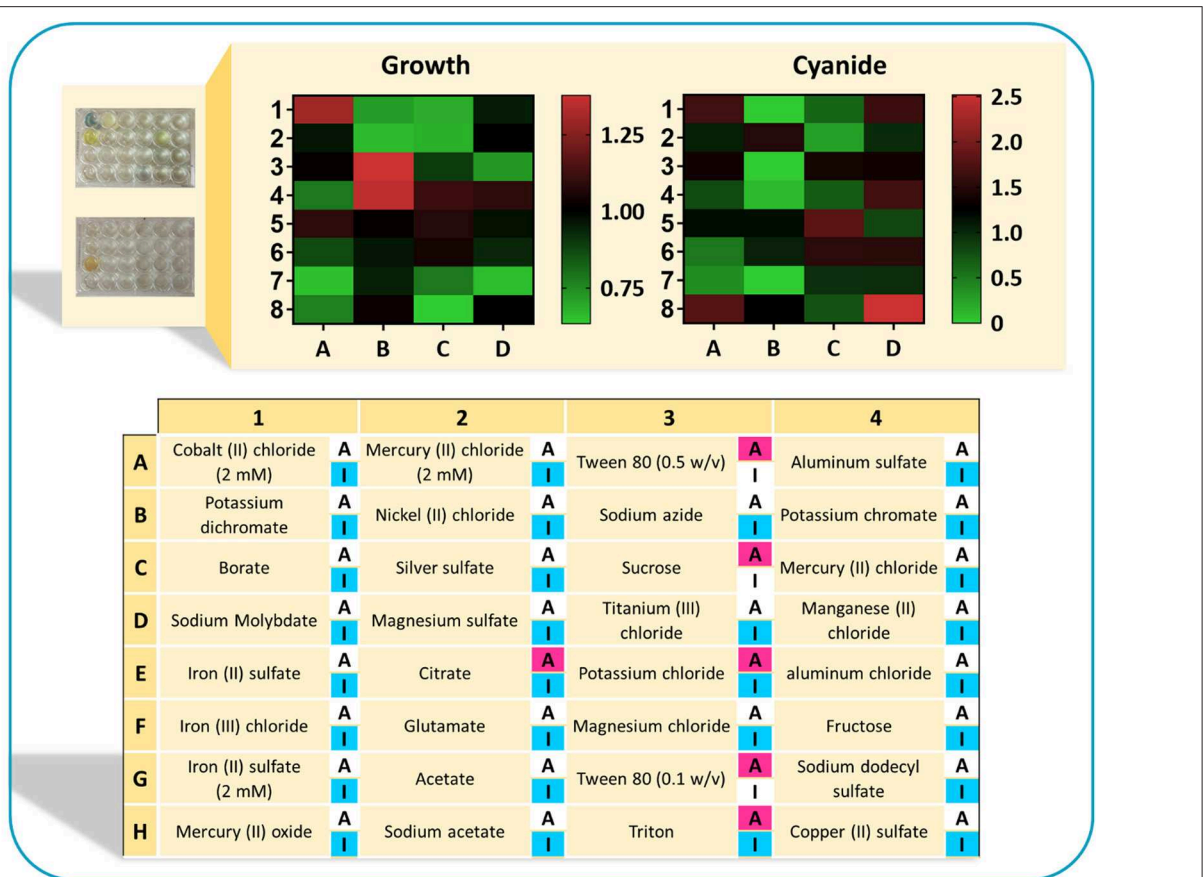 Growth
Cyanide
1
2
3
4
5
6
7
8
A B C D
1.25
1.00
0.75
1
2
3
4
5
6
7
8
A B C D
2.5
2.0
1.5
1.0
0.5
0
1 2 3 4
A
Cobalt (II) chloride
(2 mM)
A
I
Mercury (II) chloride
(2 mM)
A
I
Tween 80 (0.5 w/v)
A
I
Aluminum sulfate
A
I
B
Potassium
dichromate
A
I
Nickel (II) chloride
A
I
Sodium azide
A
I
Potassium chromate
A
I
C
Borate
A
I
Silver sulfate
A
I
Sucrose
A
I
Mercury (II) chloride
A
I
D
Sodium Molybdate
A
I
Magnesium sulfate
A
I
Titanium (III)
chloride
A
I
Manganese (II)
chloride
A
I
E
Iron (II) sulfate
A
I
Citrate
A
I
Potassium chloride
A
I
aluminum chloride
A
I
F
Iron (III) chloride
A
I
Glutamate
A
I
Magnesium chloride
A
I
Fructose
A
I
G
Iron (II) sulfate
(2 mM)
A
I
Acetate
A
I
Tween 80 (0.1 w/v)
A
I
Sodium dodecyl
sulfate
A
I
H
Mercury (II) oxide
A
I
Sodium acetate
A
I
Triton
A
I
Copper (II) sulfate
A
I